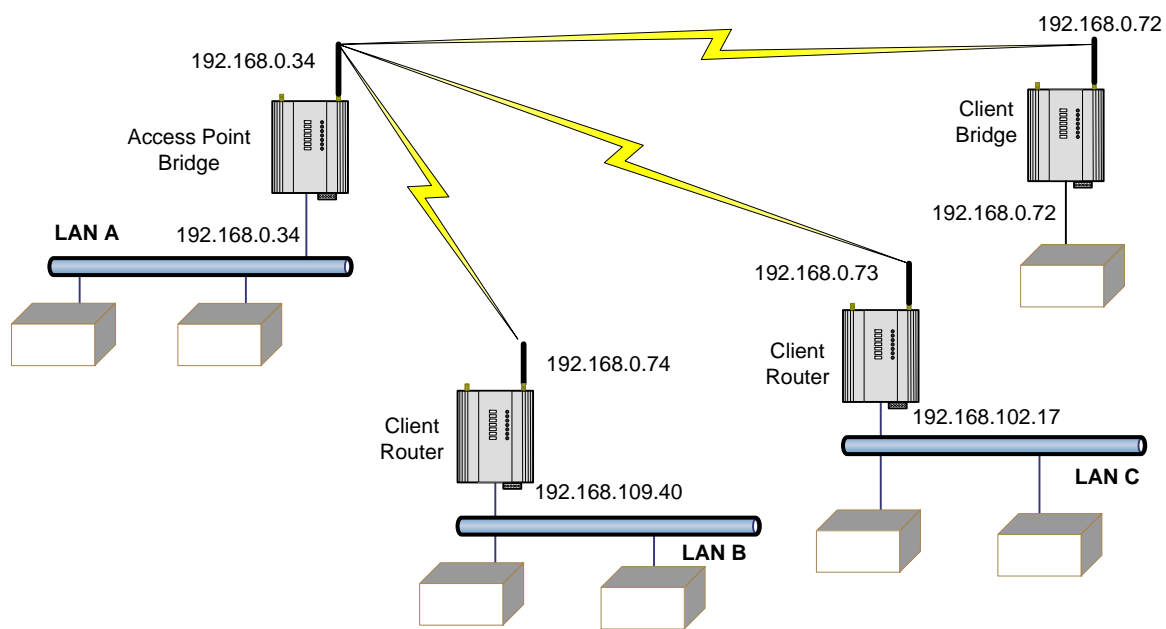 192.168.0.72
192.168.0.34
Access Point
Bridge
Client
Bridge
192.168.0.72
LAN A
192.168.0.34
192.168.0.73
Client
Router
192.168.0.74
Client
Router
192.168.102.17
LAN C
192.168.109.40
LAN B